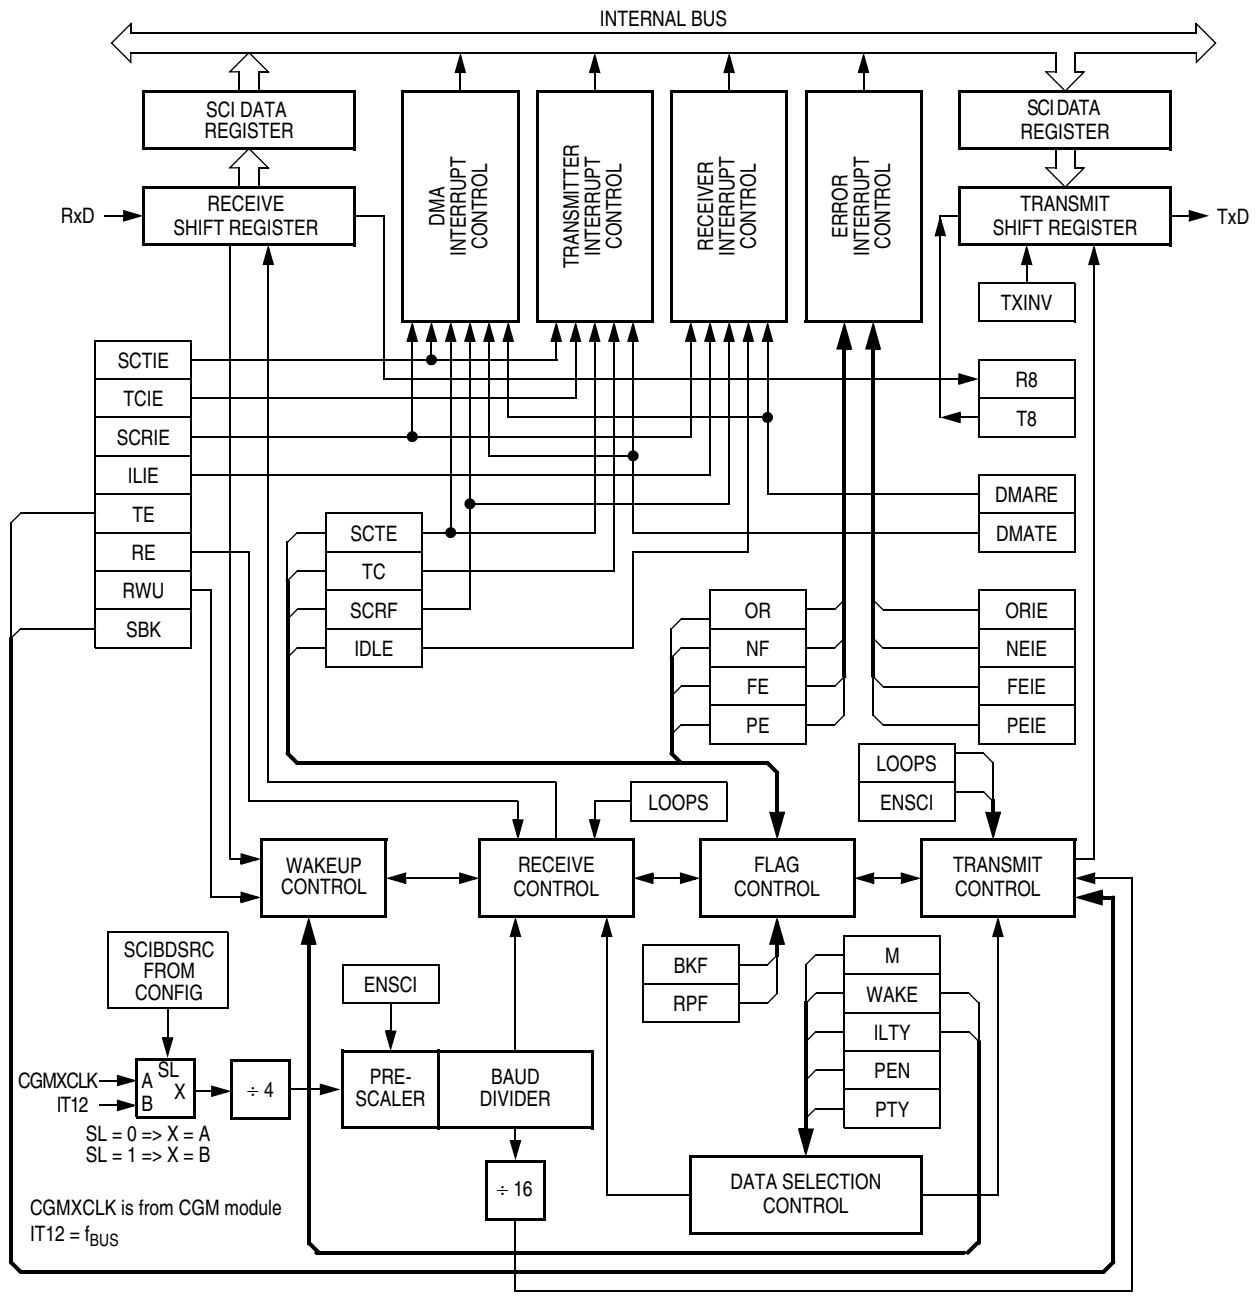 INTERNAL BUS
SCI DATA
REGISTER
SCI DATA
REGISTER
DMA
INTERRUPT
CONTROL
TRANSMITTER
INTERRUPT
CONTROL
RECEIVER
INTERRUPT
CONTROL
ERROR
INTERRUPT
CONTROL
RxD
RECEIVE
SHIFT REGISTER
TRANSMIT
SHIFT REGISTER
TxD
TXINV
SCTIE
TCIE
SCRIE
ILIE
TE
RE
RWU
SBK
R8
T8
DMARE
DMATE
SCTE
TC
SCRF
IDLE
OR
NF
FE
PE
ORIE
NEIE
FEIE
PEIE
LOOPS
ENSCI
LOOPS
WAKEUP
CONTROL
RECEIVE
CONTROL
FLAG
CONTROL
TRANSMIT
CONTROL
SCIBDSRC
FROM
CONFIG
ENSCI
BKF
RPF
M
WAKE
ILTY
PEN
PTY
CGMXCLK
IT12
A
B
SL
X
÷ 4
PRE-
SCALER
BAUD
DIVIDER
SL = 0 => X = A
SL = 1 => X = B
÷ 16
DATA SELECTION
CONTROL
CGMXCLK is from CGM module
IT12 = fBUS